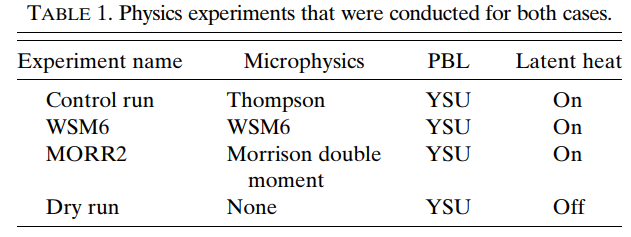 TABLE 1. Physics experiments that were conducted for both cases.
Experiment name Microphysics PBL Latent heat
Control run Thompson YSU On
WSM6 WSM6 YSU On
MORR2 Morrison double YSU On
moment
Dry run None YSU Off